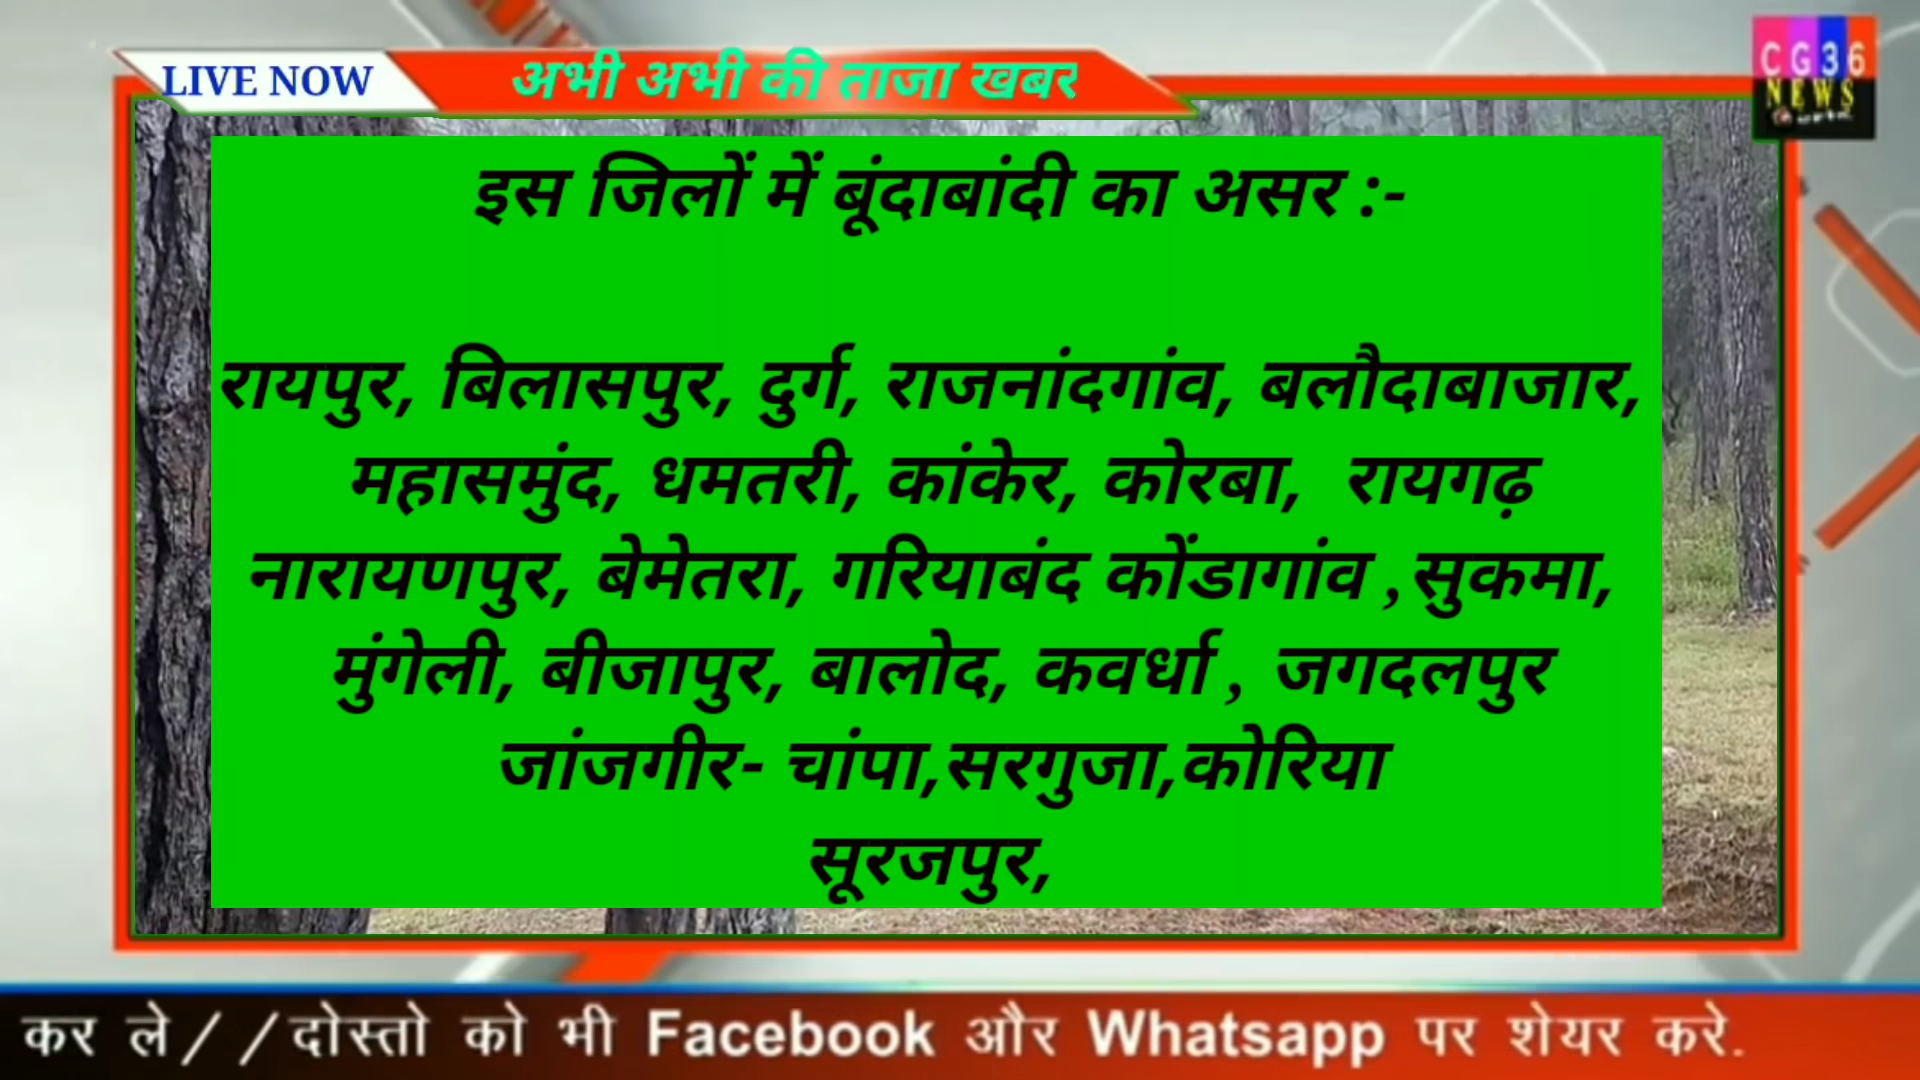 LIVE NOW
अभी अभी की ताजा खबर
CG36
NEWS
इस जिलों में बूंदाबांदी का असर :-
रायपुर, बिलासपुर, दुर्ग, राजनांदगांव, बलौदाबाजार,
महासमुंद, धमतरी, कांकेर, कोरबा, रायगढ़
नारायणपुर, बेमेतरा, गरियाबंद कोंडागांव ,सुकमा,
मुंगेली, बीजापुर, बालोद, कवर्धा , जगदलपुर
जांजगीर- चांपा,सरगुजा,कोरिया
सूरजपुर,
कर ले//दोस्तो को भी Facebook और Whatsapp पर शेयर करे.